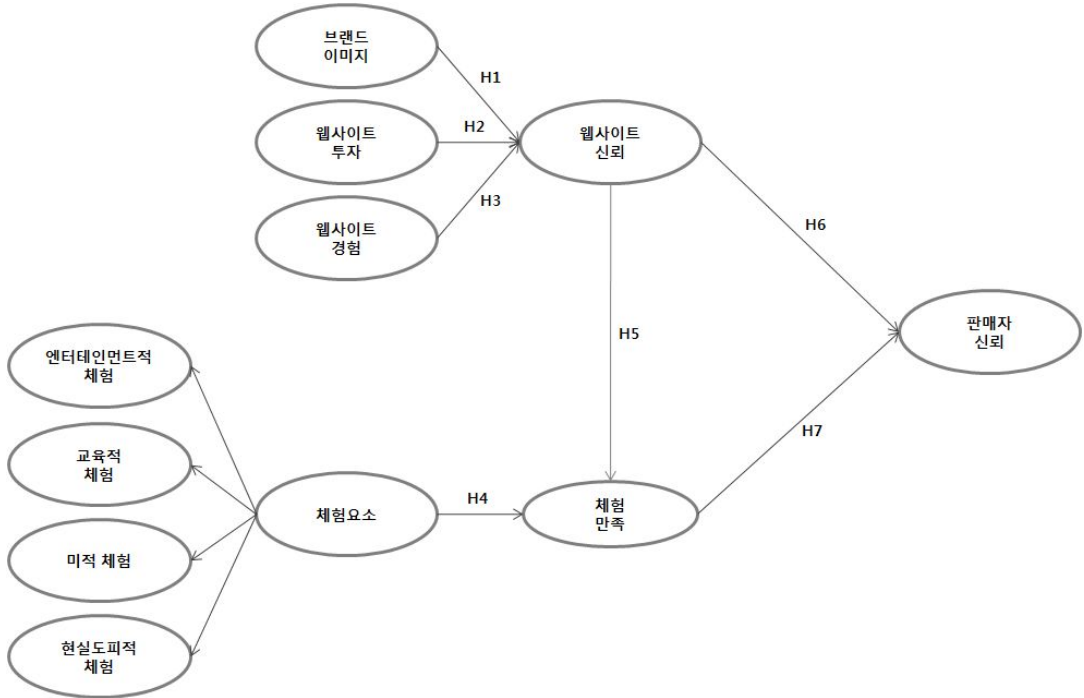 브랜드
이미지
H1
웹사이트
투자
H2
웹사이트
신뢰
H3
웹사이트
경험
H6
판매자
신뢰
H5
엔터테인먼트적
체험
H7
교육적
체험
체험요소
H4
체험
만족
미적 체험
현실도피적
체험